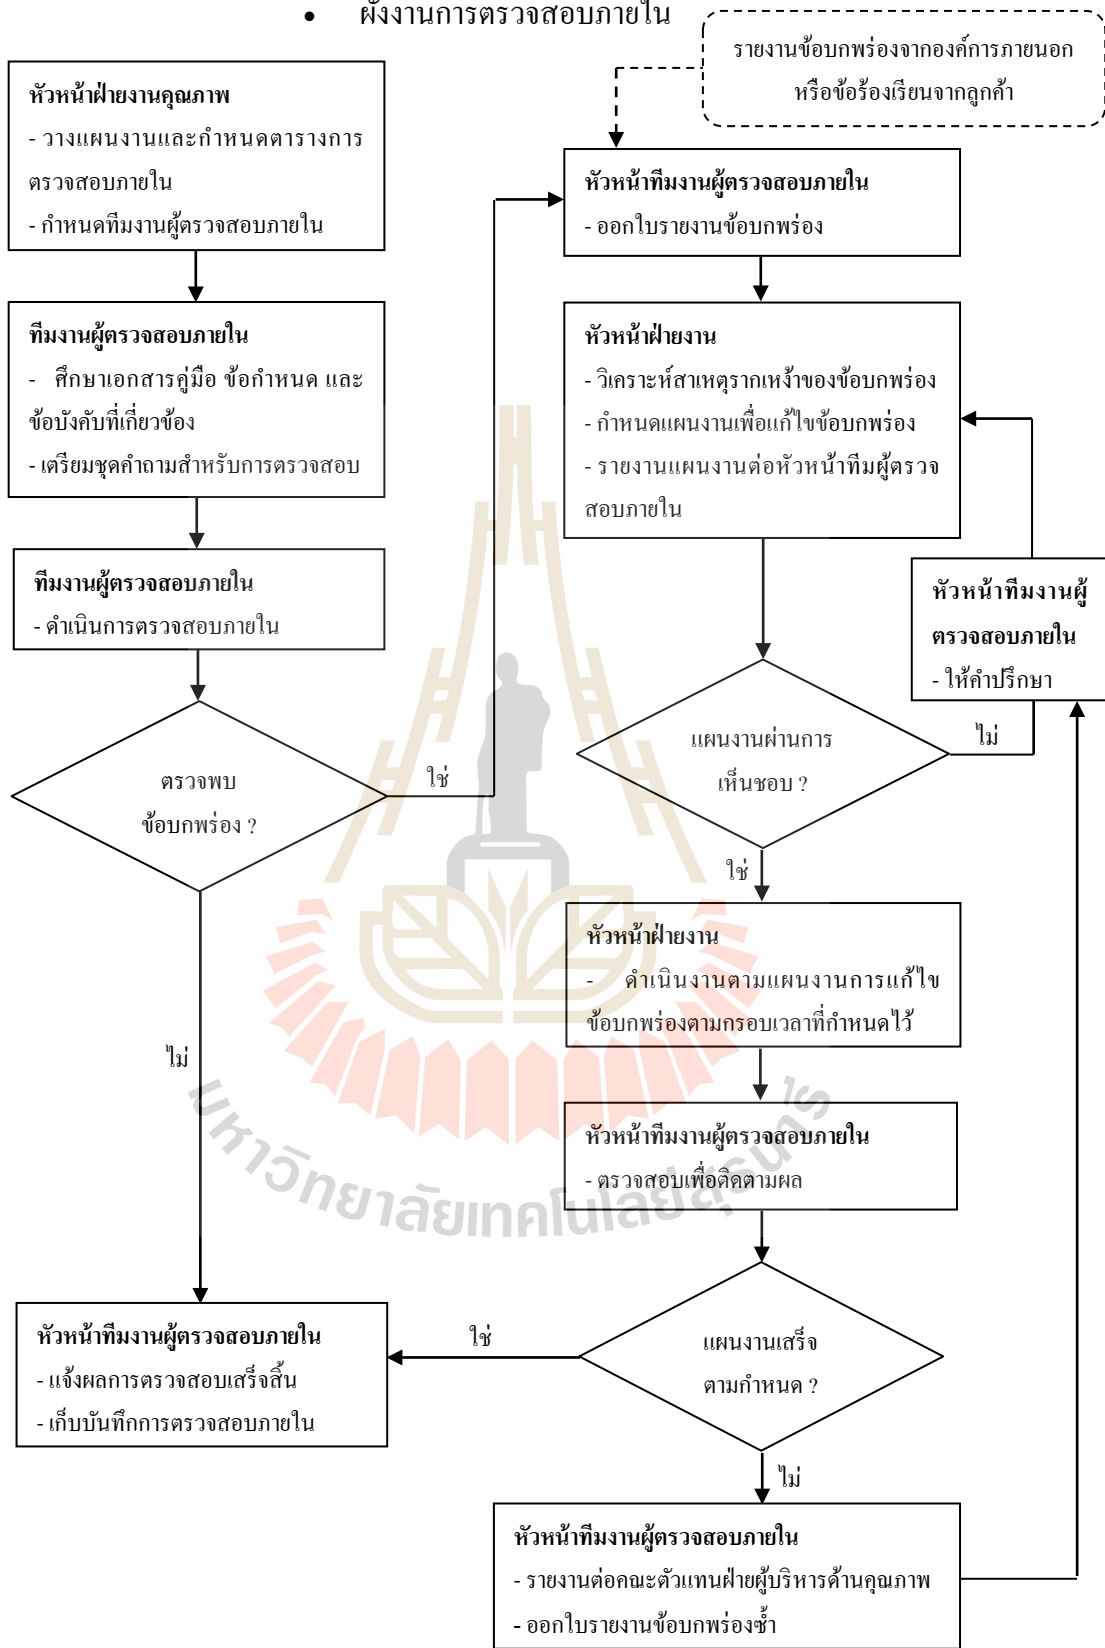 • ผังงานการตรวจสอบภายใน
รายงานข้อบกพร่องจากองค์การภายนอก
หรือข้อร้องเรียนจากลูกค้า
หัวหน้าฝ่ายงานคุณภาพ
- วางแผนงานและกำหนดตารางการ
ตรวจสอบภายใน
- กำหนดทีมงานผู้ตรวจสอบภายใน
ทีมงานผู้ตรวจสอบภายใน
- ศึกษาเอกสารคู่มือ ข้อกำหนด และ
ข้อบังคับที่เกี่ยวข้อง
- เตรียมชุดคำถามสำหรับการตรวจสอบ
ทีมงานผู้ตรวจสอบภายใน
- ดำเนินการตรวจสอบภายใน
ตรวจพบ
ข้อบกพร่อง ?
ใช่
ไม่
หัวหน้าทีมงานผู้ตรวจสอบภายใน
- ออกใบรายงานข้อบกพร่อง
หัวหน้าฝ่ายงาน
- วิเคราะห์สาเหตุรากเหง้าของข้อบกพร่อง
- กำหนดแผนงานเพื่อแก้ไขข้อบกพร่อง
- รายงานแผนงานต่อหัวหน้าทีมผู้ตรวจ
สอบภายใน
หัวหน้าทีมงานผู้
ตรวจสอบภายใน
- ให้คำปรึกษา
แผนงานผ่านการ
เห็นชอบ ?
ไม่
ใช่
หัวหน้าฝ่ายงาน
- ดำเนินงานตามแผนงานการแก้ไข
ข้อบกพร่องตามกรอบเวลาที่กำหนดไว้
หัวหน้าทีมงานผู้ตรวจสอบภายใน
- ตรวจสอบเพื่อติดตามผล
มหาวิทยาลัยเทคโนโลยีสุรนารี
แผนงานเสร็จ
ตามกำหนด ?
ใช่
ไม่
หัวหน้าทีมงานผู้ตรวจสอบภายใน
- แจ้งผลการตรวจสอบเสร็จสิ้น
- เก็บบันทึกการตรวจสอบภายใน
หัวหน้าทีมงานผู้ตรวจสอบภายใน
- รายงานต่อคณะตัวแทนฝ่ายผู้บริหารด้านคุณภาพ
- ออกใบรายงานข้อบกพร่องซ้ำ